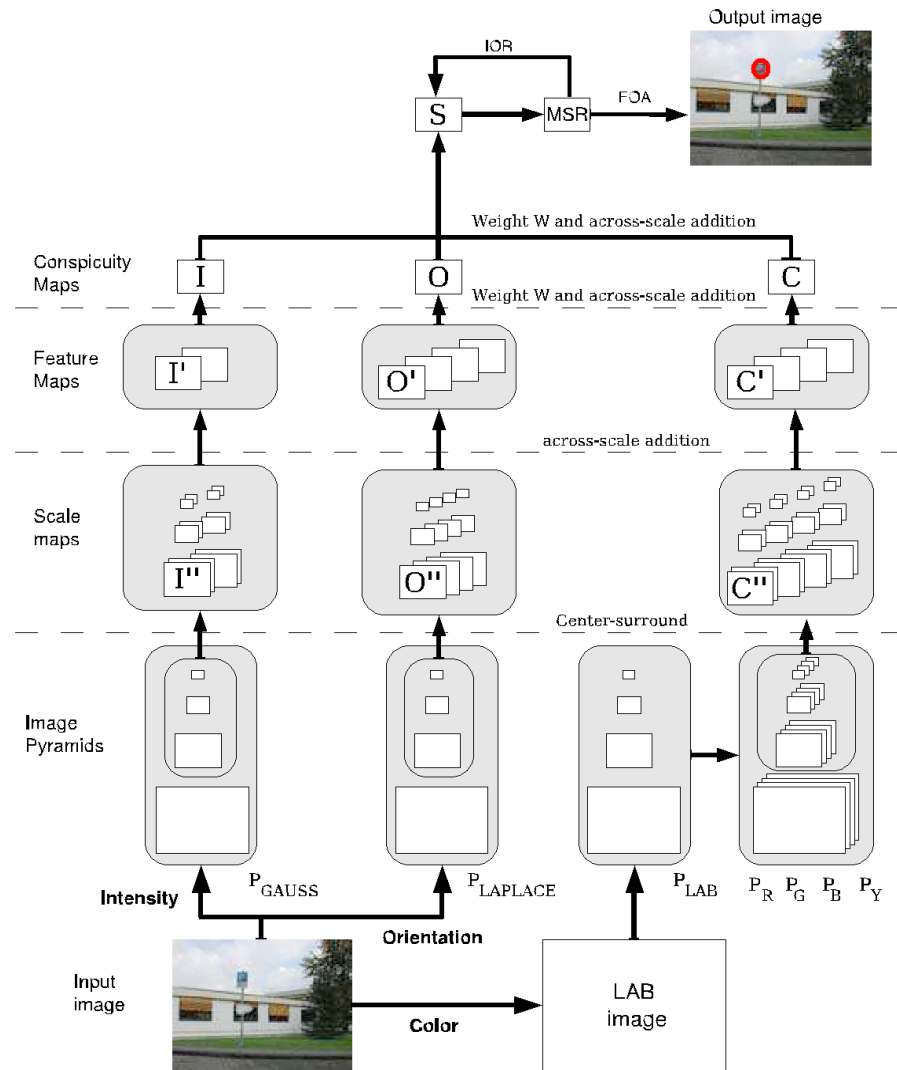 Output image
IOR
S
MSR
FOA
Weight W and across-scale addition
Conspicuity
Maps
I
O
C
Weight W and across-scale addition
Feature
Maps
I'
O'
C'
across-scale addition
Scale
maps
I''
O''
C''
Center-surround
Image
Pyramids
P_GAUSS
P_LAPLACE
P_LAB
P_R P_G P_B P_Y
Intensity
Orientation
Input
image
Color
LAB
image